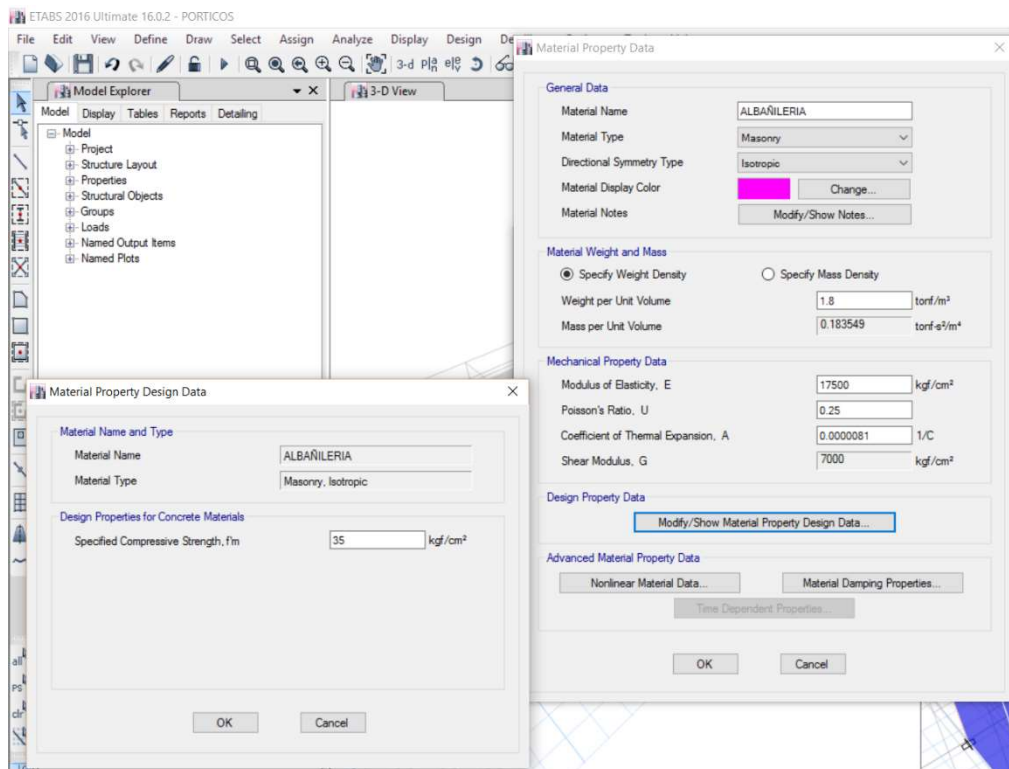 ETABS 2016 Ultimate 16.0.2 - PORTICOS
File Edit View Define Draw Select Assign Analyze Display Design
3-d
Model Explorer
Model Display Tables Reports Detailing
Model
Project
Structure Layout
Properties
Structural Objects
Groups
Loads
Named Output Items
Named Plots
3-D View
Material Property Data
General Data
Material Name ALBAÑILERIA
Material Type Masonry
Directional Symmetry Type Isotropic
Material Display Color Change...
Material Notes Modify/Show Notes...
Material Weight and Mass
Specify Weight Density Specify Mass Density
Weight per Unit Volume 1.8 tonf/m³
Mass per Unit Volume 0.183549 tonf-s²/m⁴
Mechanical Property Data
Modulus of Elasticity, E 17500 kgf/cm²
Poisson's Ratio, U 0.25
Coefficient of Thermal Expansion, A 0.0000081 1/C
Shear Modulus, G 7000 kgf/cm²
Design Property Data
Modify/Show Material Property Design Data...
Advanced Material Property Data
Nonlinear Material Data... Material Damping Properties...
Time Dependent Properties...
OK Cancel
Material Property Design Data
Material Name and Type
Material Name ALBAÑILERIA
Material Type Masonry, Isotropic
Design Properties for Concrete Materials
Specified Compressive Strength, f'm 35 kgf/cm²
OK Cancel
all
PS
clr